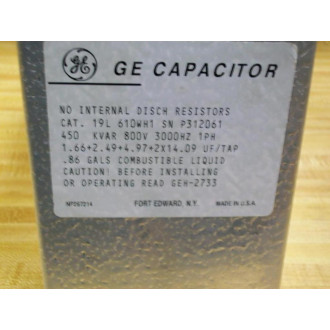 GE GE CAPACITOR
NO INTERNAL DISCH RESISTORS
CAT. 19L 610WH1 SN P312061
450 KVAR 800V 3000HZ 1PH
1.66+2.49+4.97+2X14.09 UF/TAP
.86 GALS COMBUSTIBLE LIQUID
CAUTION! BEFORE INSTALLING
OR OPERATING READ GEH-2733
NP057214 FORT EDWARD, N.Y. MADE IN U.S.A.